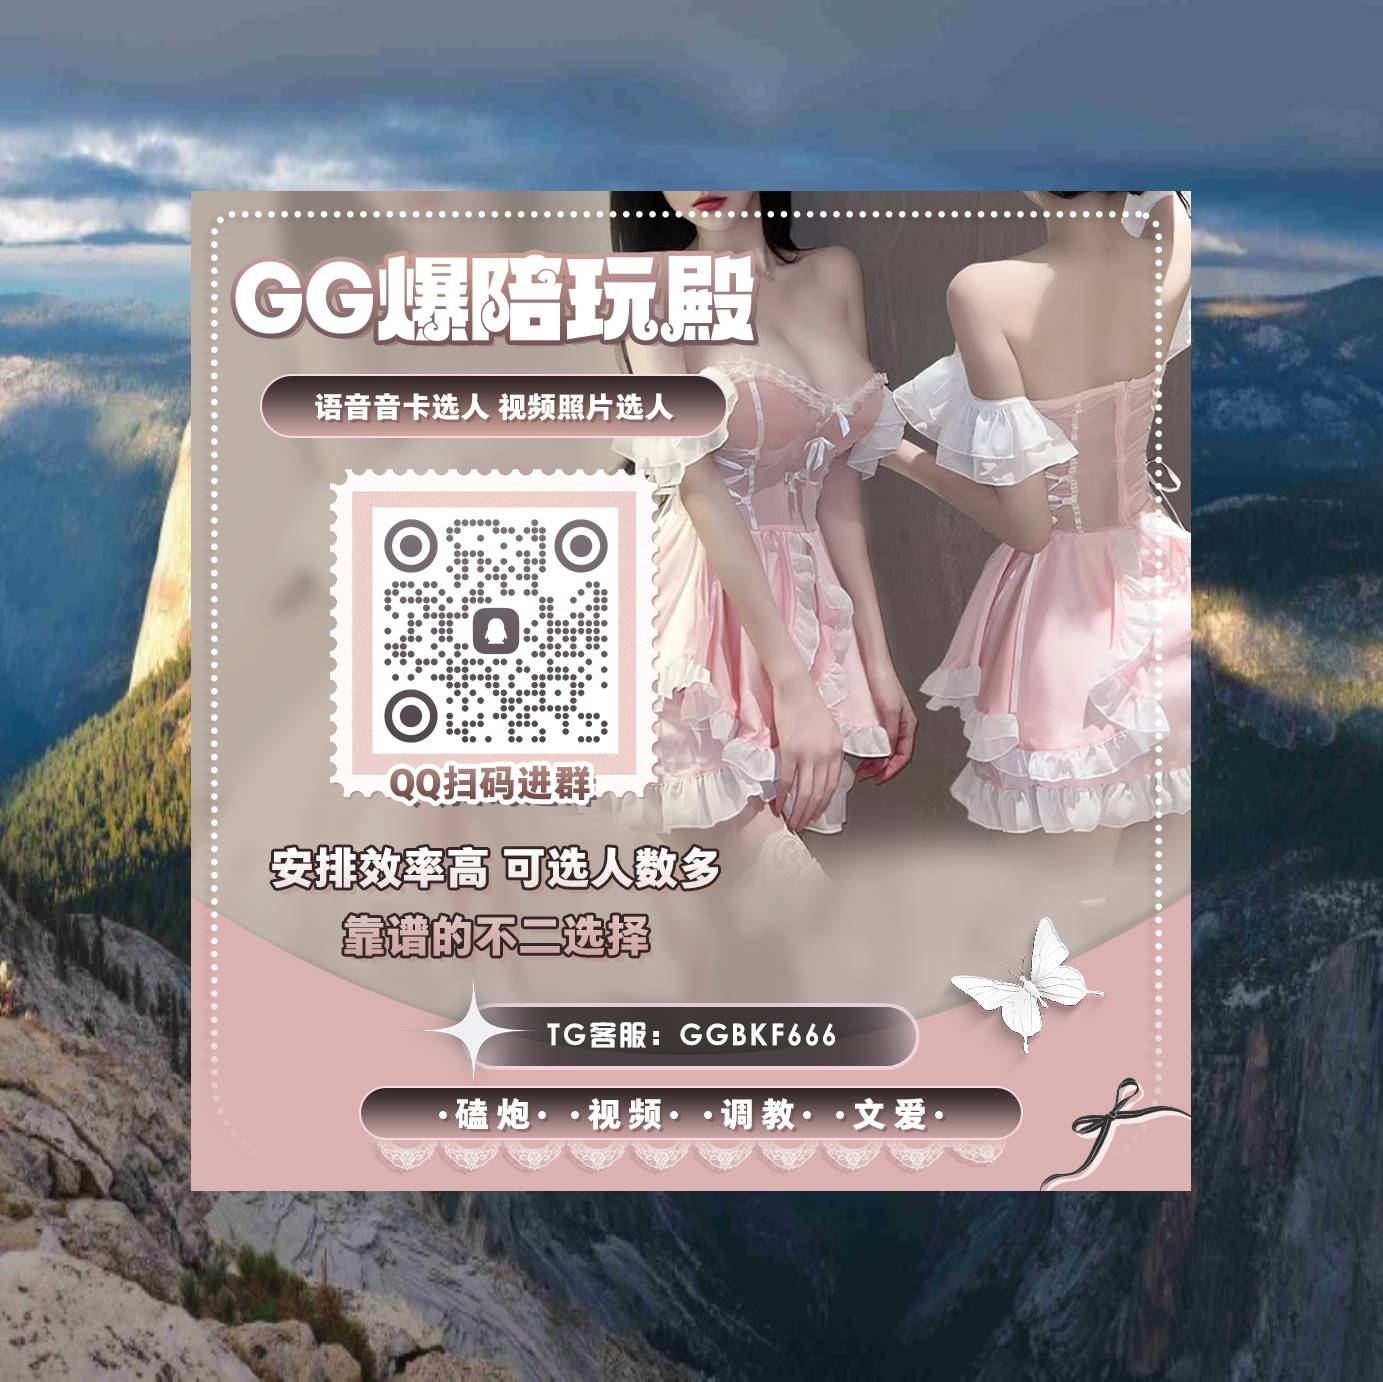 GG爆陪玩殿
语音音卡选人 视频照片选人
QQ扫码进群
安排效率高 可选人数多
靠谱的不二选择
TG客服：GGBKF666
·磕炮· ·视频· ·调教· ·文爱·